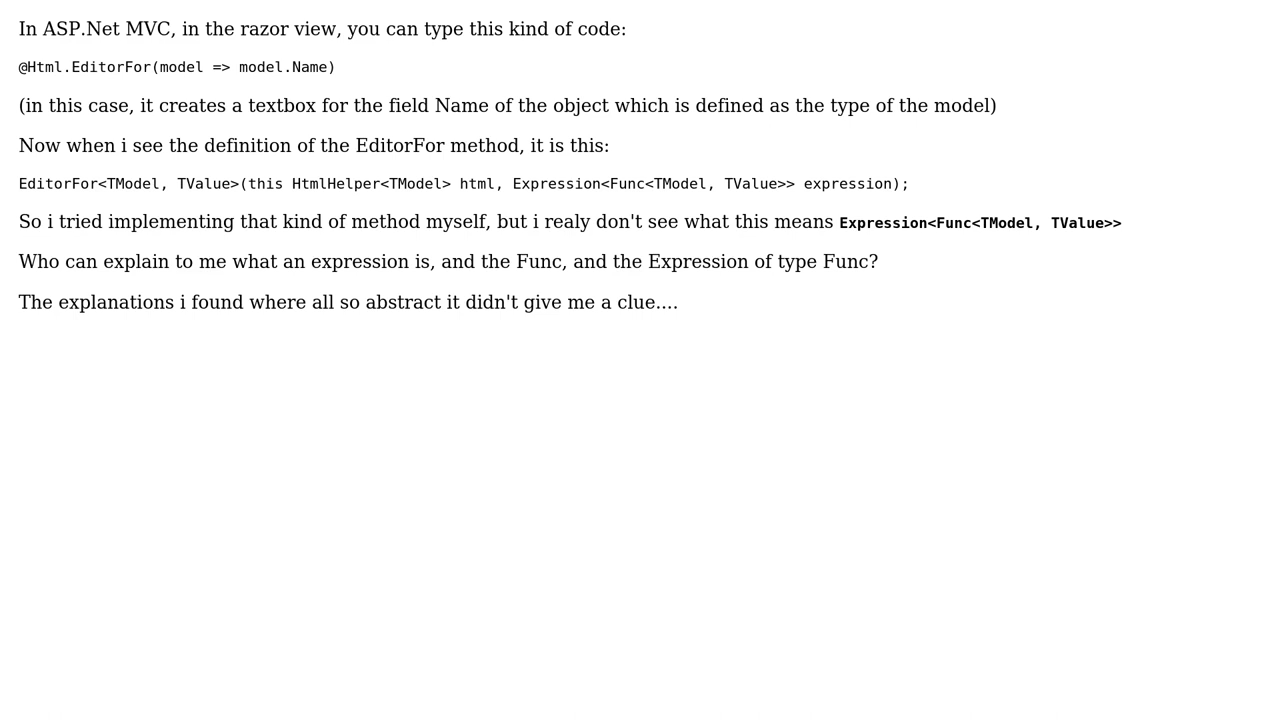 In ASP.Net MVC, in the razor view, you can type this kind of code:
@Html.EditorFor(model => model.Name)
(in this case, it creates a textbox for the field Name of the object which is defined as the type of the model)
Now when i see the definition of the EditorFor method, it is this:
EditorFor<TModel, TValue>(this HtmlHelper<TModel> html, Expression<Func<TModel, TValue>> expression);
So i tried implementing that kind of method myself, but i realy don't see what this means Expression<Func<TModel, TValue>>
Who can explain to me what an expression is, and the Func, and the Expression of type Func?
The explanations i found where all so abstract it didn't give me a clue....